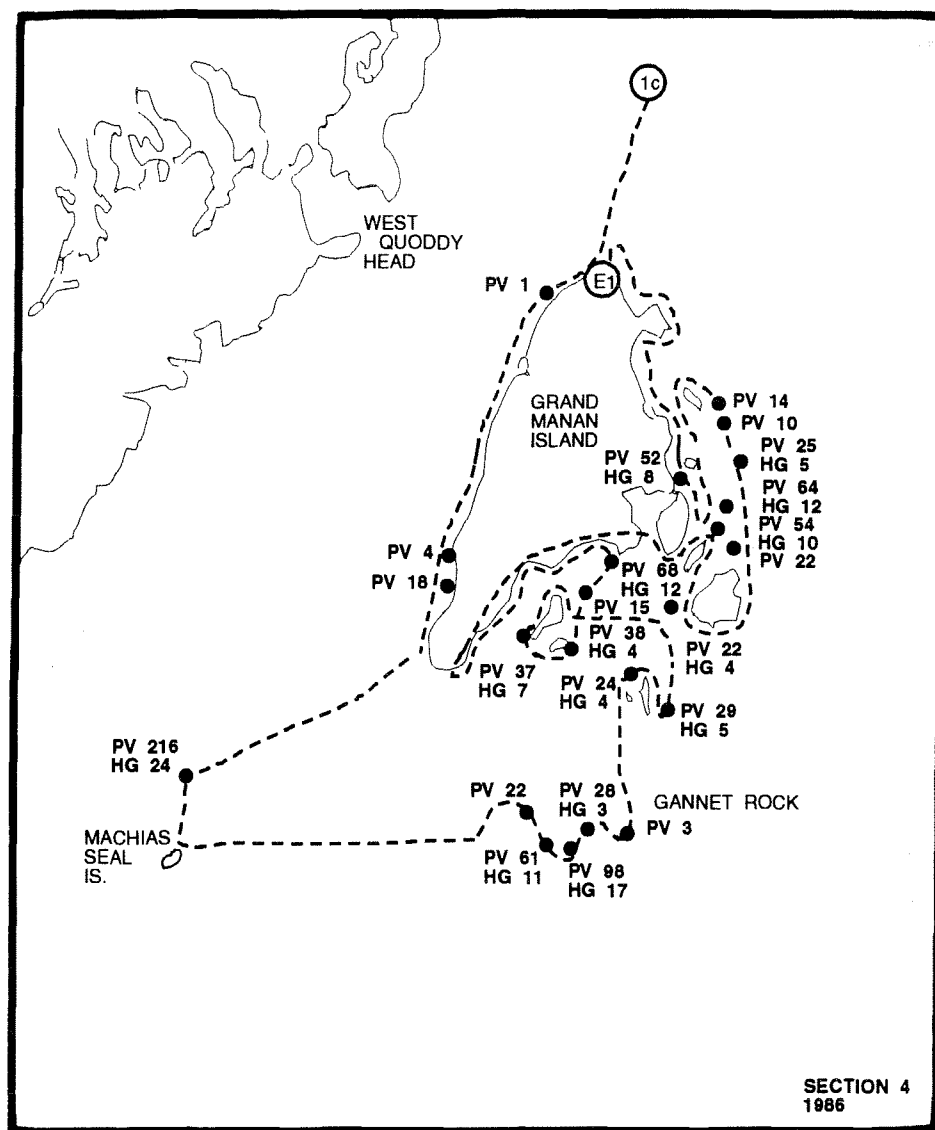 1c
WEST
QUODDY
HEAD
E1
PV 1
GRAND
MANAN
ISLAND
PV 14
PV 10
PV 25
HG 5
PV 52
HG 8
PV 64
HG 12
PV 54
HG 10
PV 22
PV 4
PV 18
PV 68
HG 12
PV 15
PV 38
HG 4
PV 22
HG 4
PV 37
HG 7
PV 24
HG 4
PV 29
HG 5
PV 216
HG 24
PV 22
PV 28
HG 3
GANNET ROCK
PV 3
MACHIAS
SEAL
IS.
PV 61
HG 11
PV 98
HG 17
SECTION 4
1986